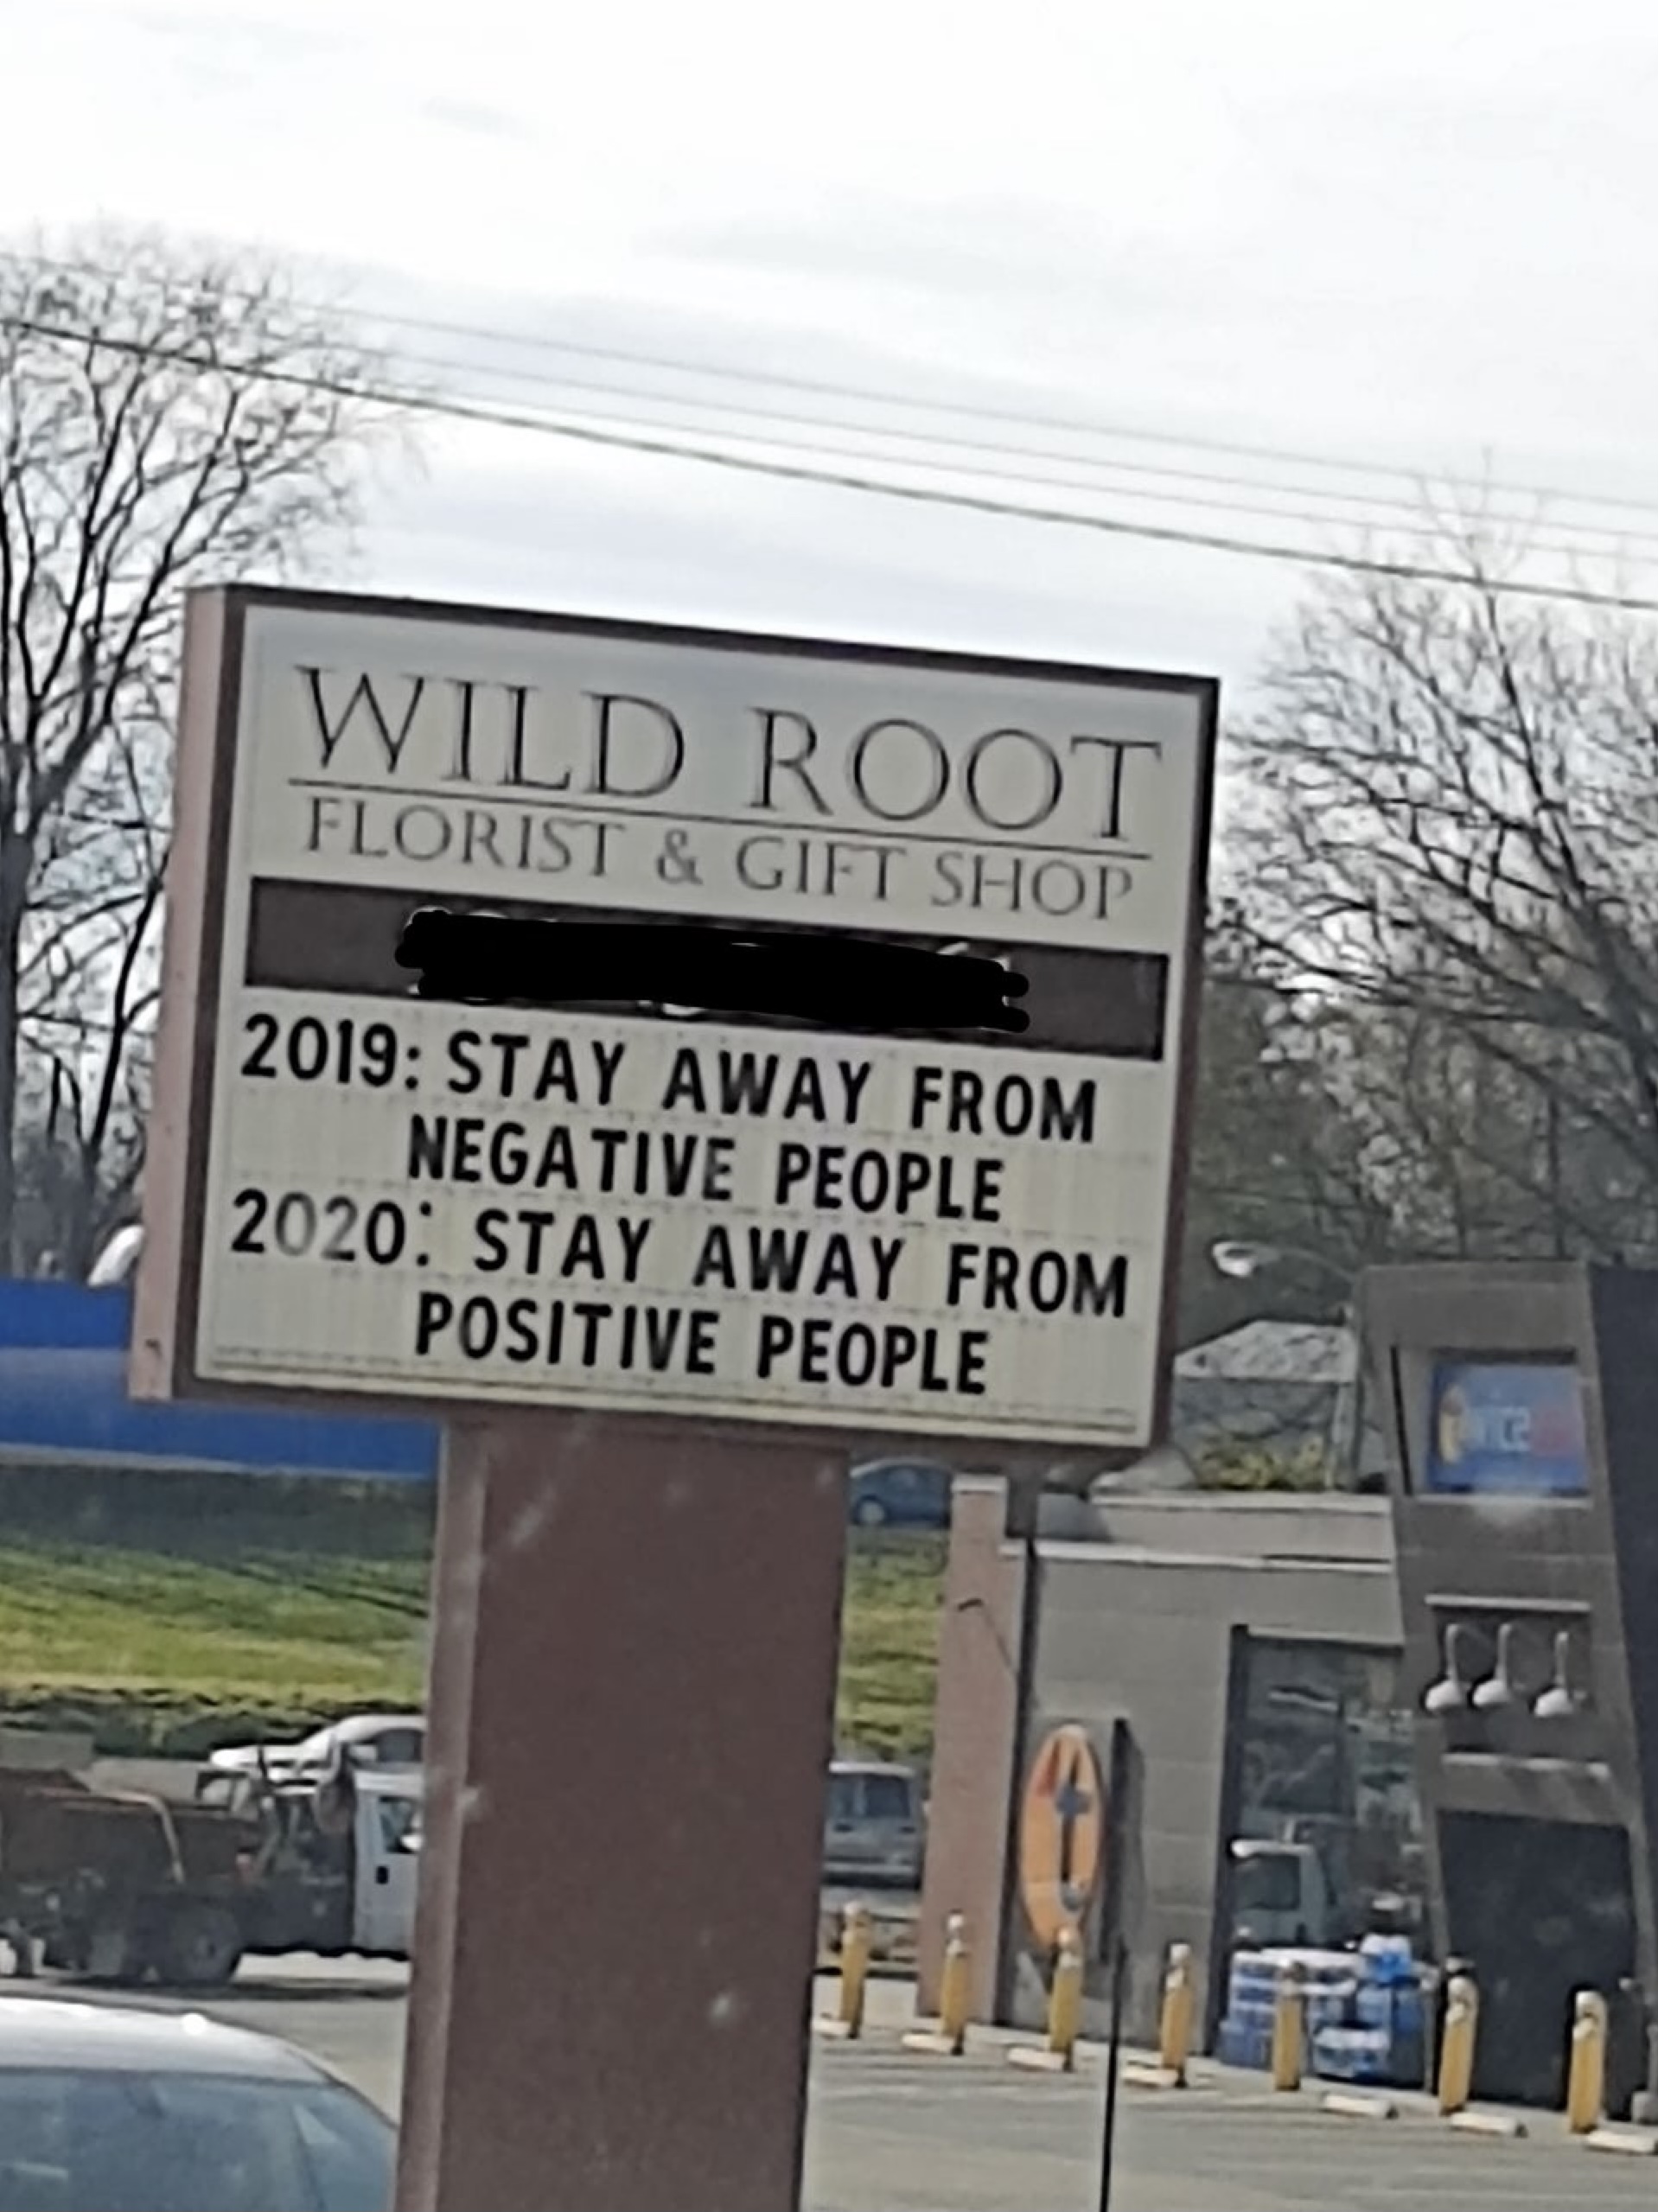 WILD ROOT
FLORIST & GIFT SHOP
2019: STAY AWAY FROM
NEGATIVE PEOPLE
2020: STAY AWAY FROM
POSITIVE PEOPLE